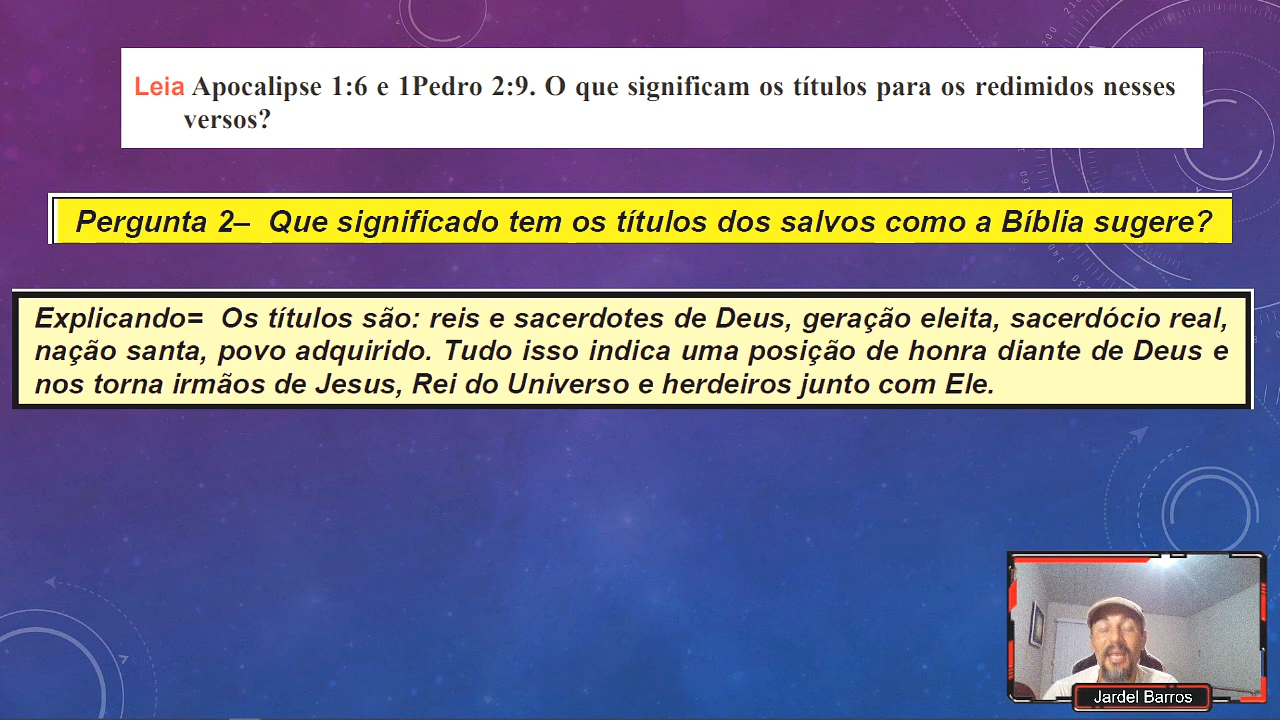 Leia Apocalipse 1:6 e 1Pedro 2:9. O que significam os títulos para os redimidos nesses
versos?
Pergunta 2– Que significado tem os títulos dos salvos como a Bíblia sugere?
Explicando= Os títulos são: reis e sacerdotes de Deus, geração eleita, sacerdócio real,
nação santa, povo adquirido. Tudo isso indica uma posição de honra diante de Deus e
nos torna irmãos de Jesus, Rei do Universo e herdeiros junto com Ele.
Jardel Barros